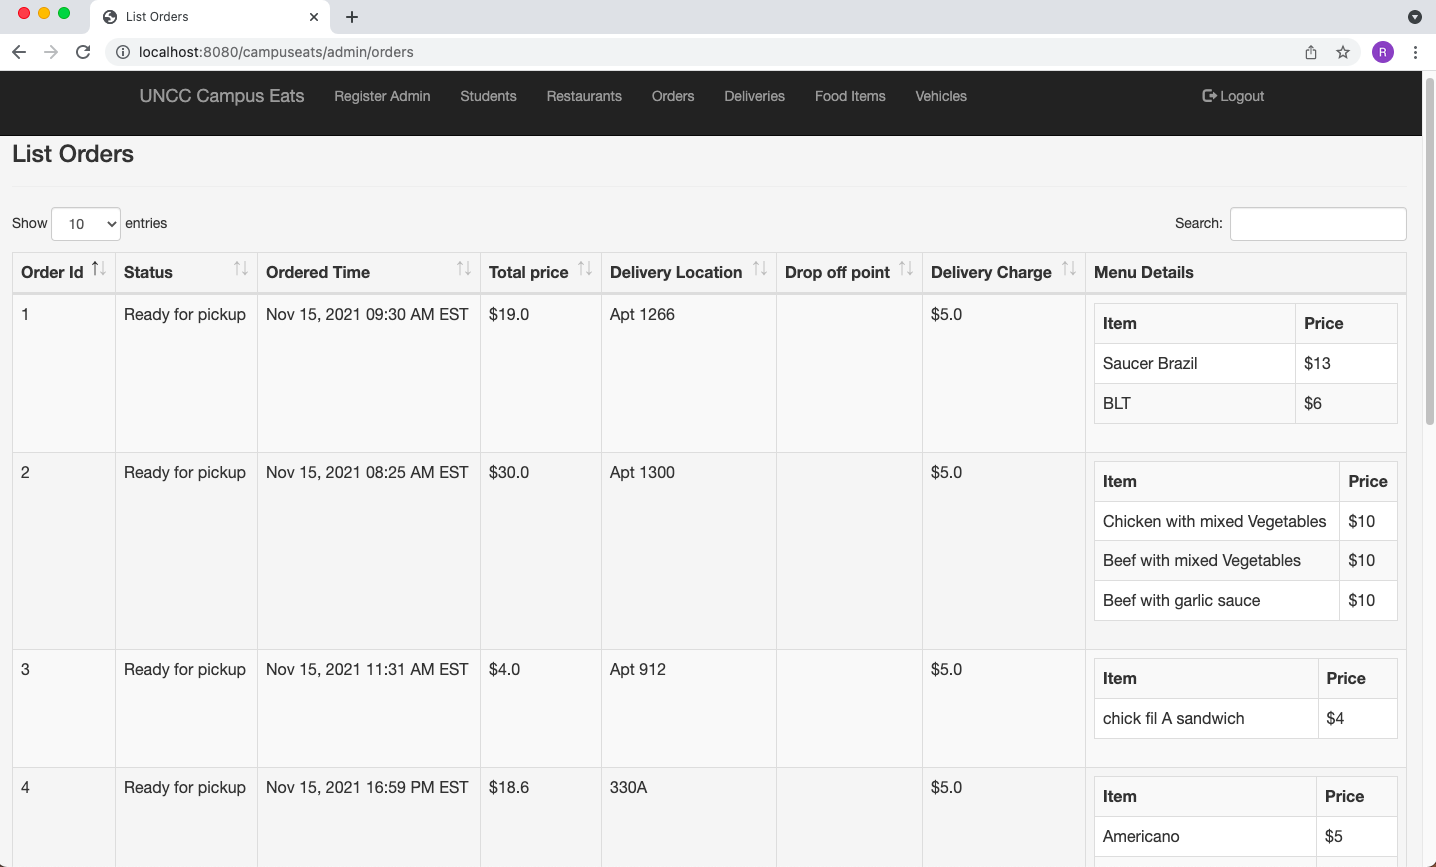 List Orders
localhost:8080/campuseats/admin/orders
R
UNCC Campus Eats Register Admin Students Restaurants Orders Deliveries Food Items Vehicles Logout
List Orders
Show 10 entries Search:
Order Id Status Ordered Time Total price Delivery Location Drop off point Delivery Charge Menu Details
1 Ready for pickup Nov 15, 2021 09:30 AM EST $19.0 Apt 1266 $5.0
Item Price
Saucer Brazil $13
BLT $6
2 Ready for pickup Nov 15, 2021 08:25 AM EST $30.0 Apt 1300 $5.0
Item Price
Chicken with mixed Vegetables $10
Beef with mixed Vegetables $10
Beef with garlic sauce $10
3 Ready for pickup Nov 15, 2021 11:31 AM EST $4.0 Apt 912 $5.0
Item Price
chick fil A sandwich $4
4 Ready for pickup Nov 15, 2021 16:59 PM EST $18.6 330A $5.0
Item Price
Americano $5